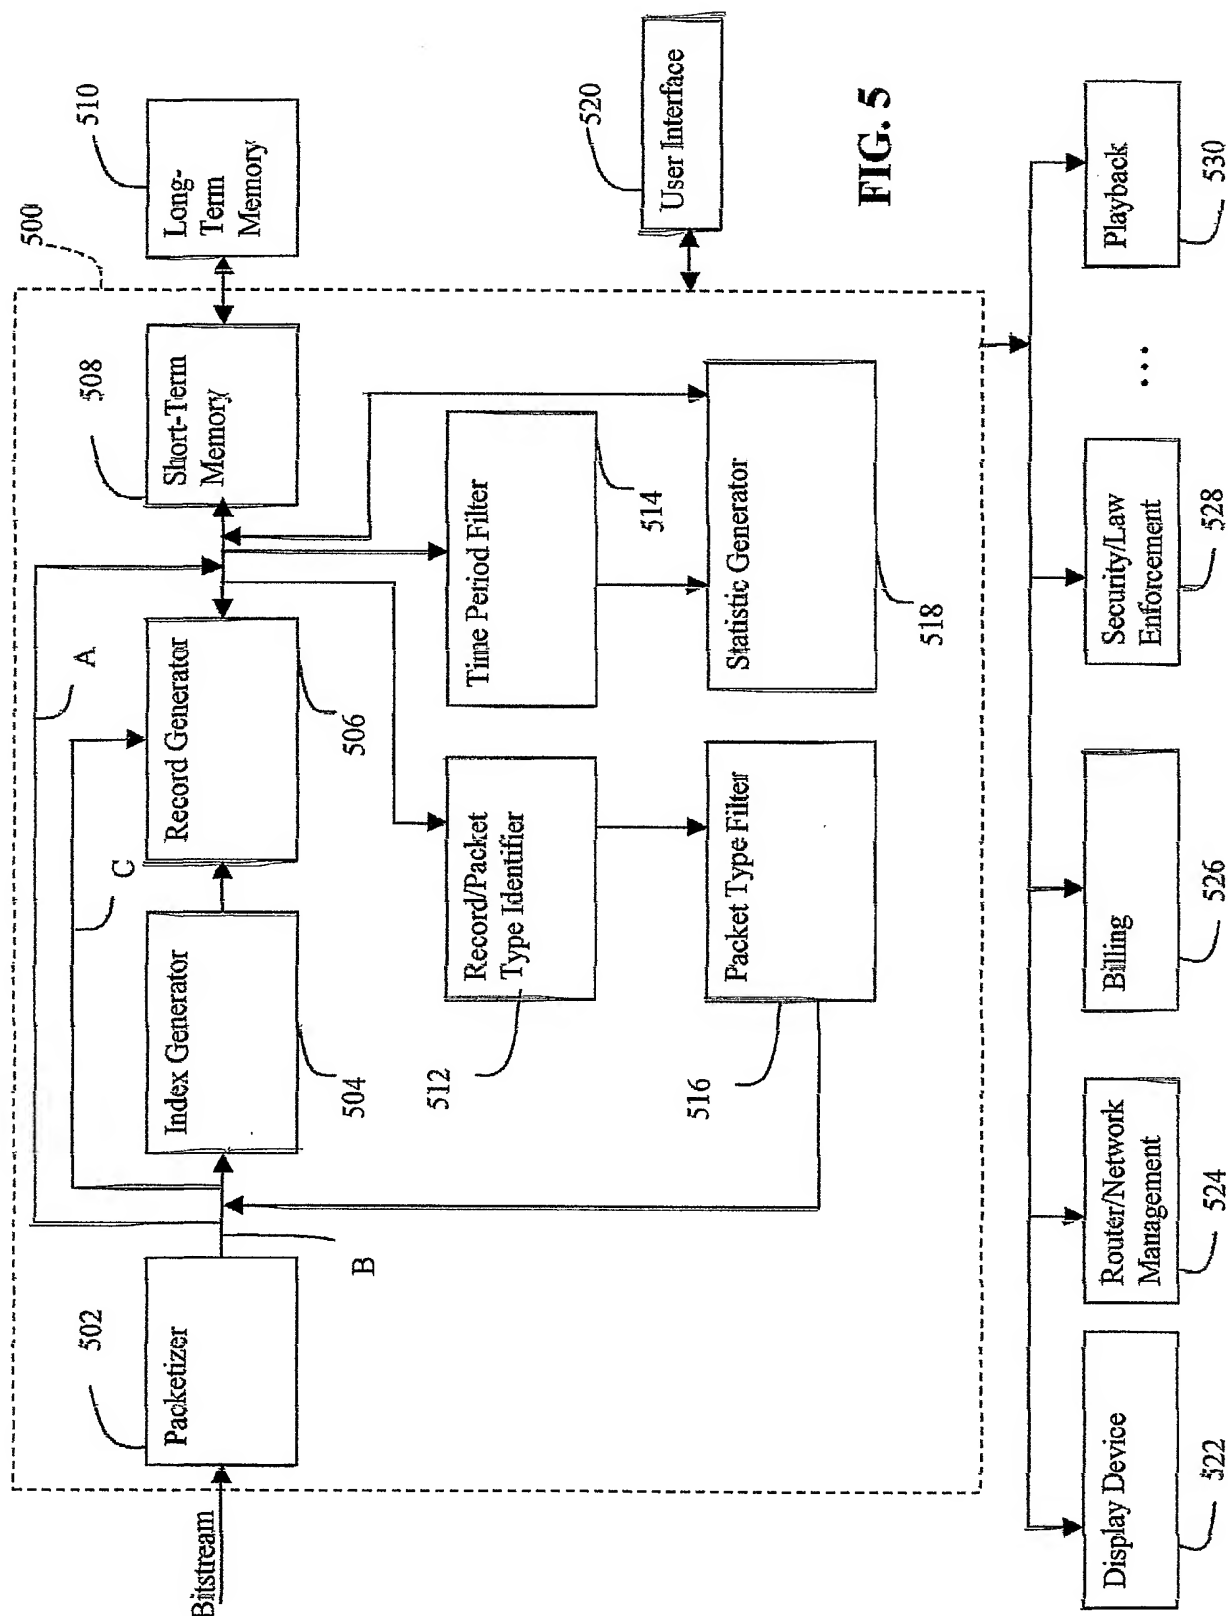 500
510
Long-
Term
Memory
508
Short-Term
Memory
A
C
Record Generator
506
Index Generator
504
502
Packetizer
Bitstream
B
Time Period Filter
514
Record/Packet
Type Identifier
512
Statistic Generator
518
Packet Type Filter
516
520
User Interface
FIG. 5
Display Device
522
Router/Network
Management
524
Billing
526
Security/Law
Enforcement
528
...
Playback
530